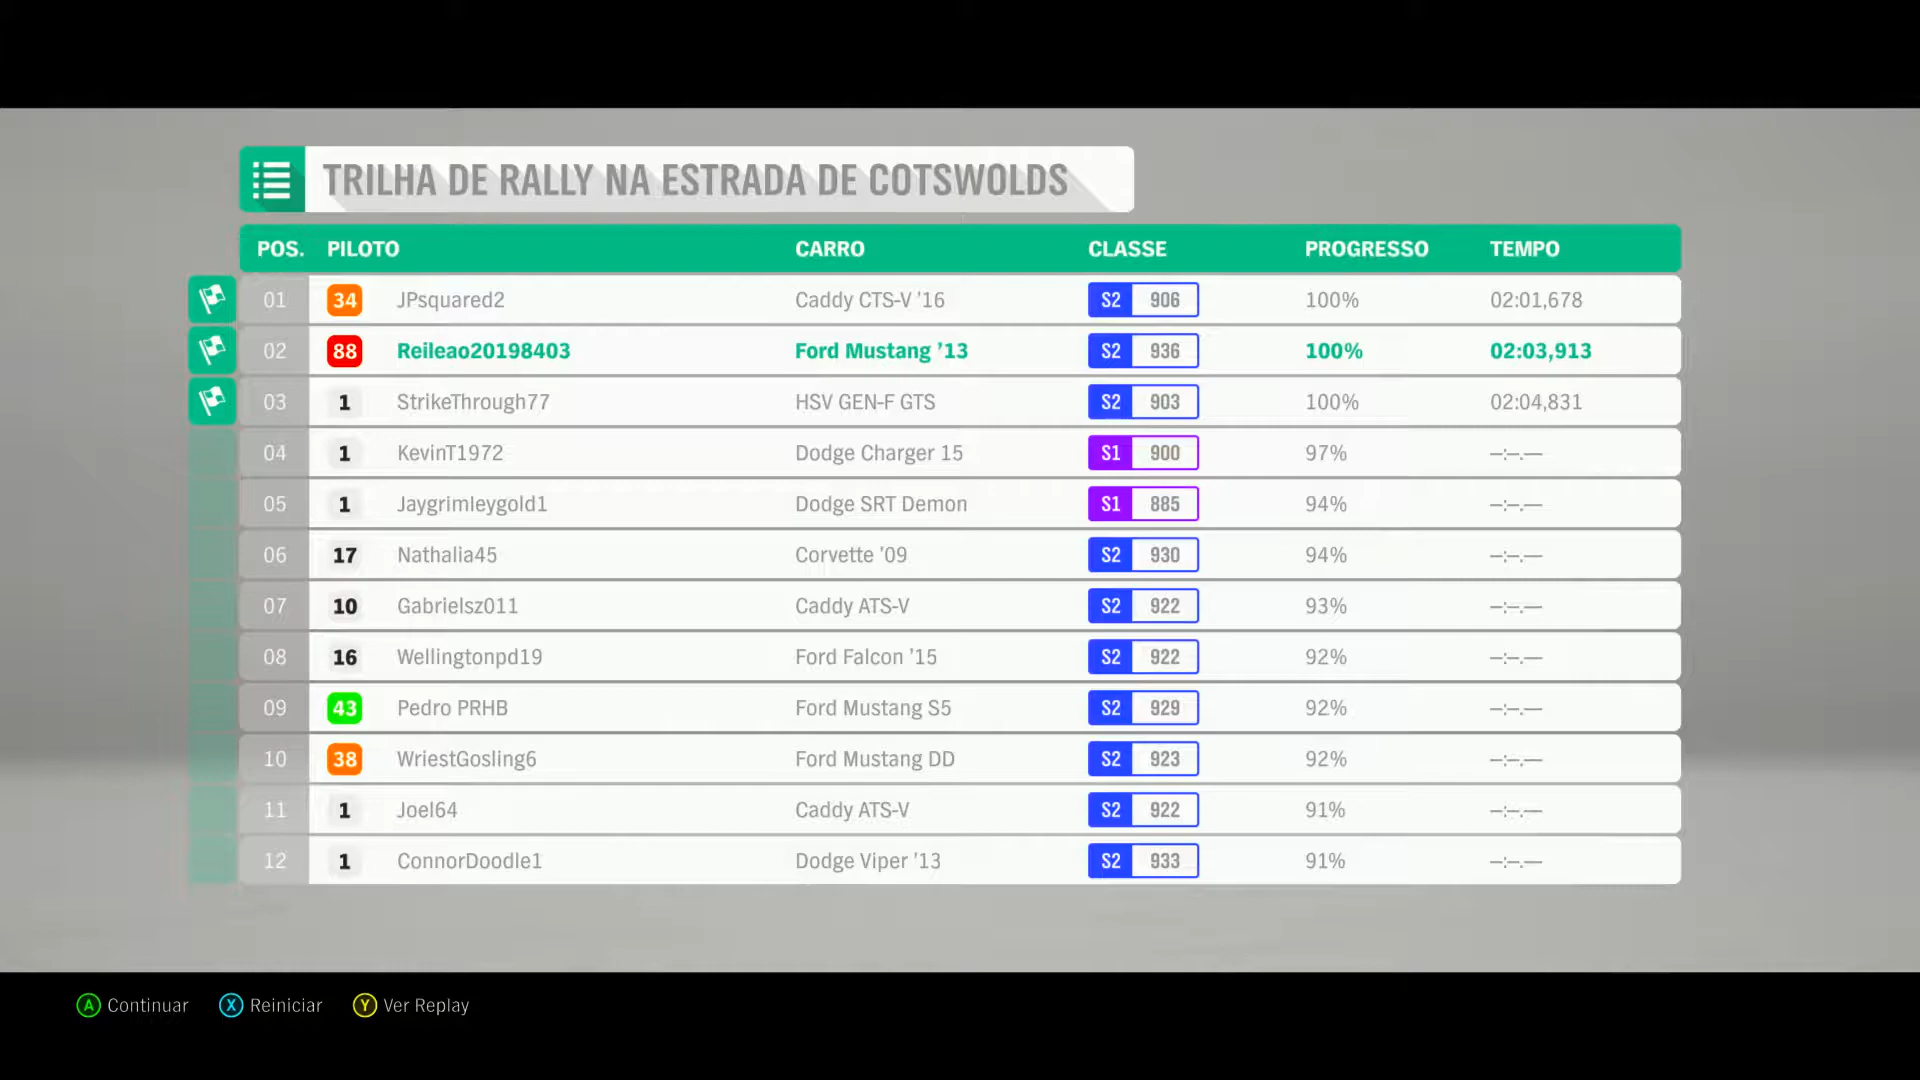 TRILHA DE RALLY NA ESTRADA DE COTSWOLDS
POS. PILOTO CARRO CLASSE PROGRESSO TEMPO
01 34 JPsquared2 Caddy CTS-V ’16 S2 906 100% 02:01,678
02 88 Reileao20198403 Ford Mustang ’13 S2 936 100% 02:03,913
03 1 StrikeThrough77 HSV GEN-F GTS S2 903 100% 02:04,831
04 1 KevinT1972 Dodge Charger 15 S1 900 97% –:–.––
05 1 Jaygrimleygold1 Dodge SRT Demon S1 885 94% –:–.––
06 17 Nathalia45 Corvette ’09 S2 930 94% –:–.––
07 10 Gabrielsz011 Caddy ATS-V S2 922 93% –:–.––
08 16 Wellingtonpd19 Ford Falcon ’15 S2 922 92% –:–.––
09 43 Pedro PRHB Ford Mustang S5 S2 929 92% –:–.––
10 38 WriestGosling6 Ford Mustang DD S2 923 92% –:–.––
11 1 Joel64 Caddy ATS-V S2 922 91% –:–.––
12 1 ConnorDoodle1 Dodge Viper ’13 S2 933 91% –:–.––
A Continuar X Reiniciar Y Ver Replay